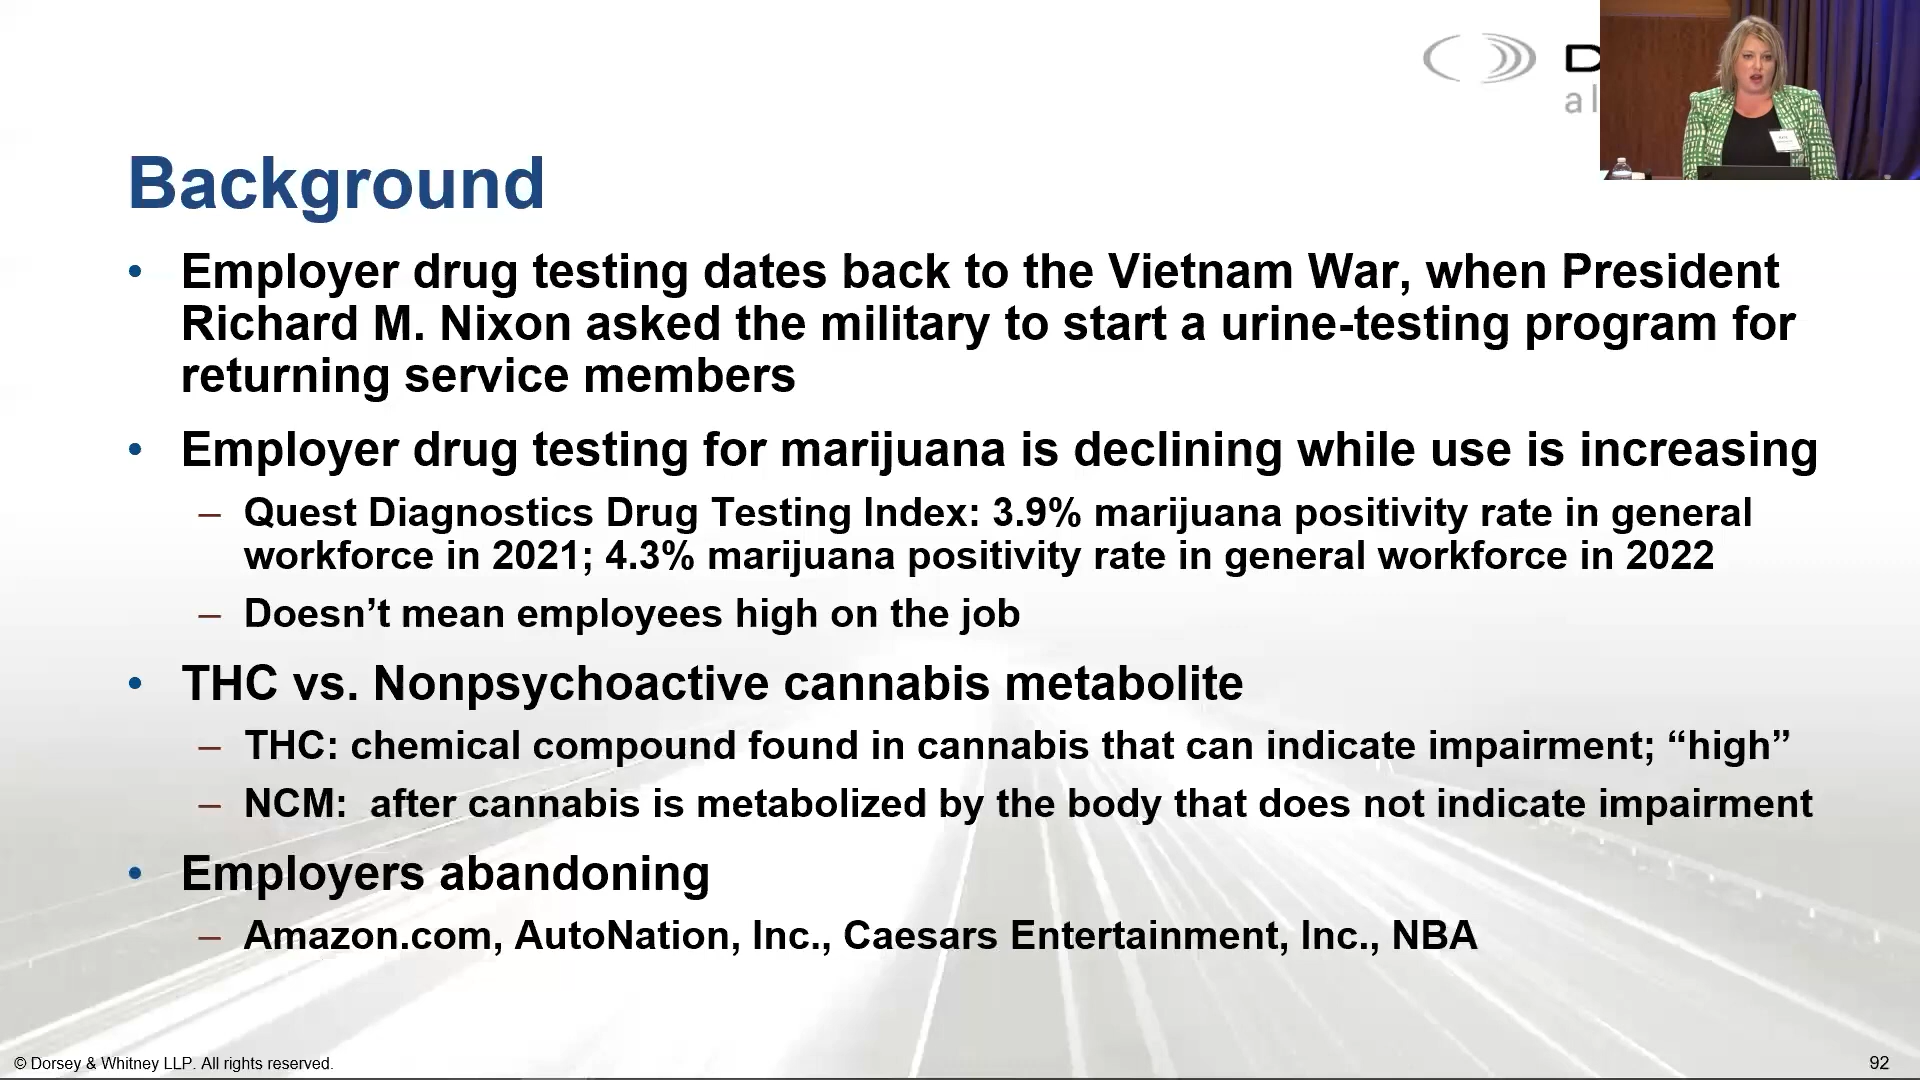 D
al
Background
• Employer drug testing dates back to the Vietnam War, when President
Richard M. Nixon asked the military to start a urine-testing program for
returning service members
• Employer drug testing for marijuana is declining while use is increasing
– Quest Diagnostics Drug Testing Index: 3.9% marijuana positivity rate in general
workforce in 2021; 4.3% marijuana positivity rate in general workforce in 2022
– Doesn’t mean employees high on the job
• THC vs. Nonpsychoactive cannabis metabolite
– THC: chemical compound found in cannabis that can indicate impairment; “high”
– NCM:  after cannabis is metabolized by the body that does not indicate impairment
• Employers abandoning
– Amazon.com, AutoNation, Inc., Caesars Entertainment, Inc., NBA
© Dorsey & Whitney LLP. All rights reserved.
92